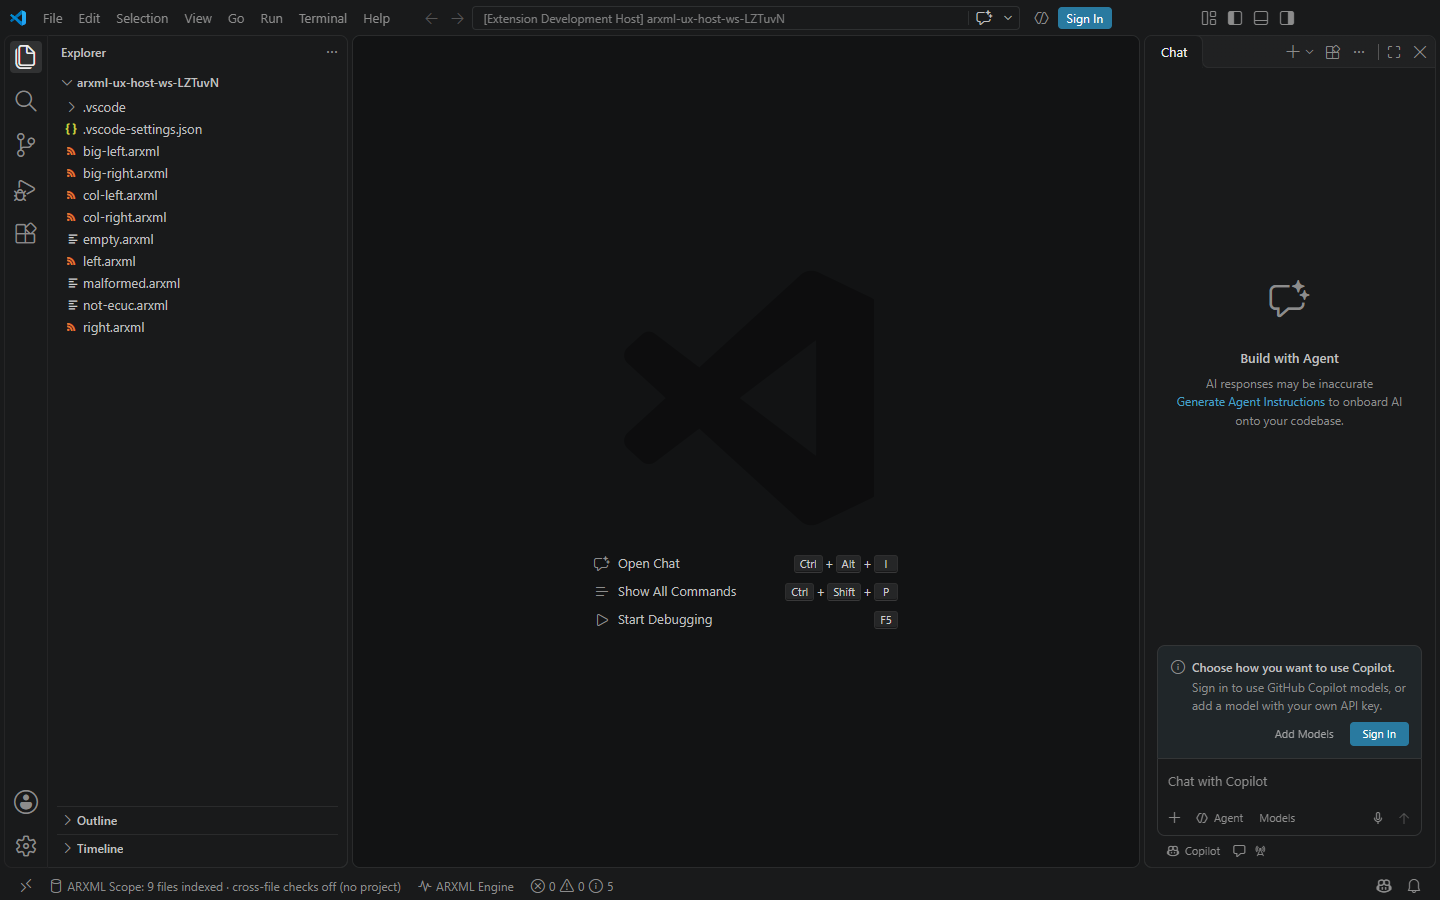 File Edit Selection View Go Run Terminal Help
[Extension Development Host] arxml-ux-host-ws-LZTuvN
Sign In
Explorer
arxml-ux-host-ws-LZTuvN
.vscode
.vscode-settings.json
big-left.arxml
big-right.arxml
col-left.arxml
col-right.arxml
empty.arxml
left.arxml
malformed.arxml
not-ecuc.arxml
right.arxml
Outline
Timeline
Open Chat Ctrl + Alt + I
Show All Commands Ctrl + Shift + P
Start Debugging F5
Chat
Build with Agent
AI responses may be inaccurate
Generate Agent Instructions to onboard AI
onto your codebase.
Choose how you want to use Copilot.
Sign in to use GitHub Copilot models, or
add a model with your own API key.
Add Models Sign In
Chat with Copilot
Agent Models
Copilot
ARXML Scope: 9 files indexed · cross-file checks off (no project) ARXML Engine 0 0 5